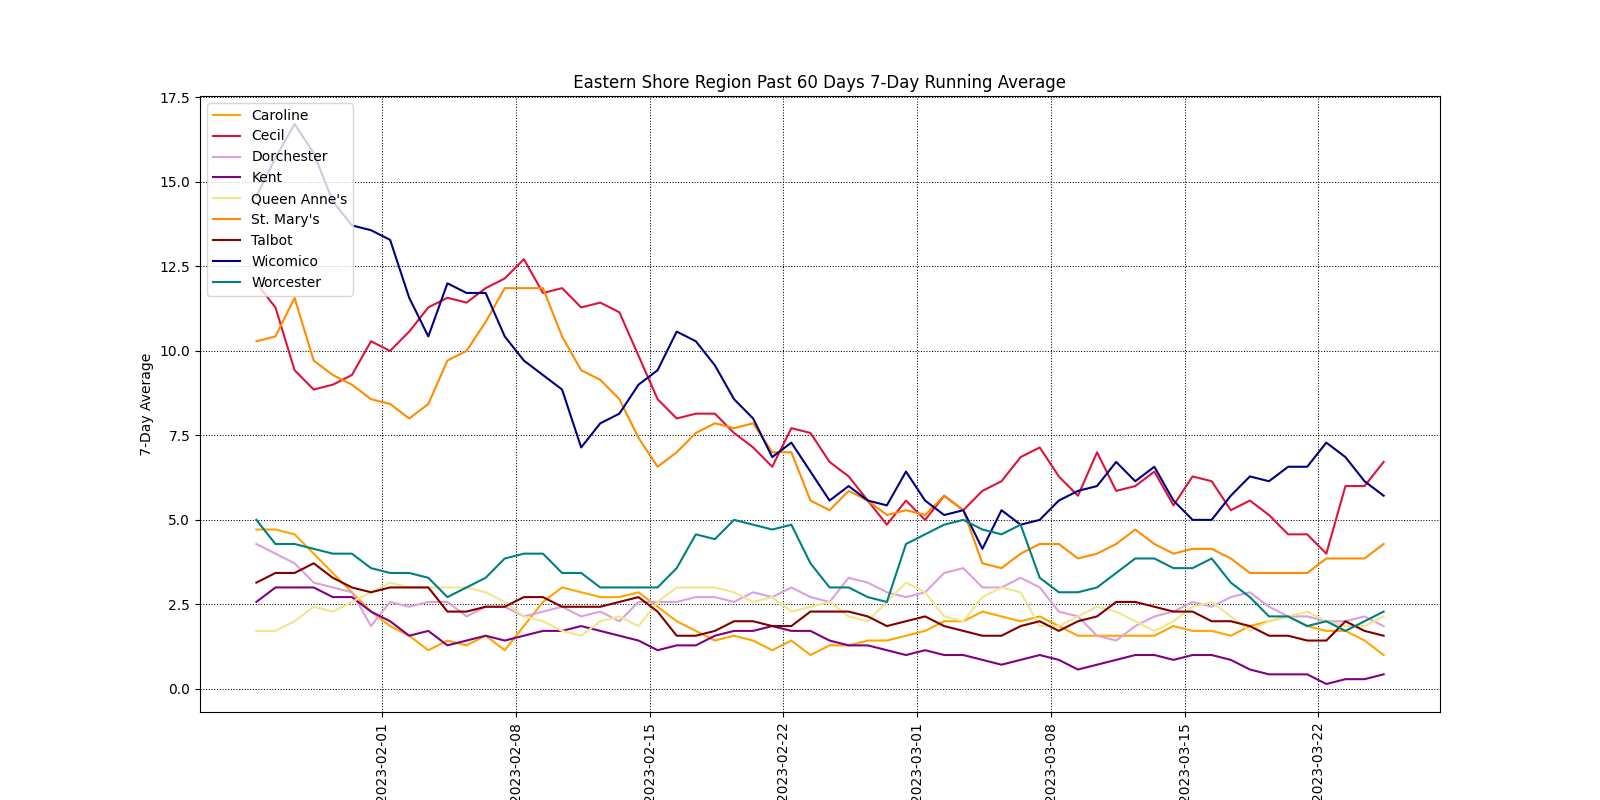 Eastern Shore Region Past 60 Days 7-Day Running Average
17.5
15.0
12.5
10.0
7.5
5.0
2.5
0.0
7-Day Average
Caroline
Cecil
Dorchester
Kent
Queen Anne's
St. Mary's
Talbot
Wicomico
Worcester
2023-02-01
2023-02-08
2023-02-15
2023-02-22
2023-03-01
2023-03-08
2023-03-15
2023-03-22